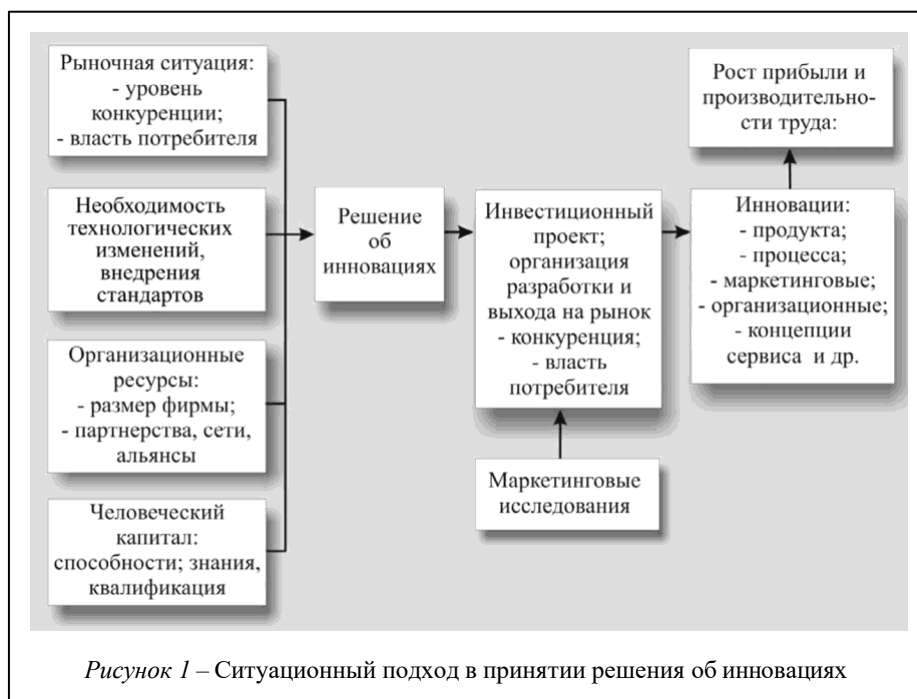 Рыночная ситуация:
- уровень
конкуренции;
- власть потребителя
Необходимость
технологических
изменений,
внедрения
стандартов
Организационные
ресурсы:
- размер фирмы;
- партнерства, сети,
альянсы
Человеческий
капитал:
способности; знания,
квалификация
Решение
об
инновациях
Инвестиционный
проект;
организация
разработки и
выхода на рынок
- конкуренция;
- власть
потребителя
Маркетинговые
исследования
Рост прибыли и
производительно-
сти труда:
Инновации:
- продукта;
- процесса;
- маркетинговые;
- организационные;
- концепции
сервиса и др.
Рисунок 1 – Ситуационный подход в принятии решения об инновациях